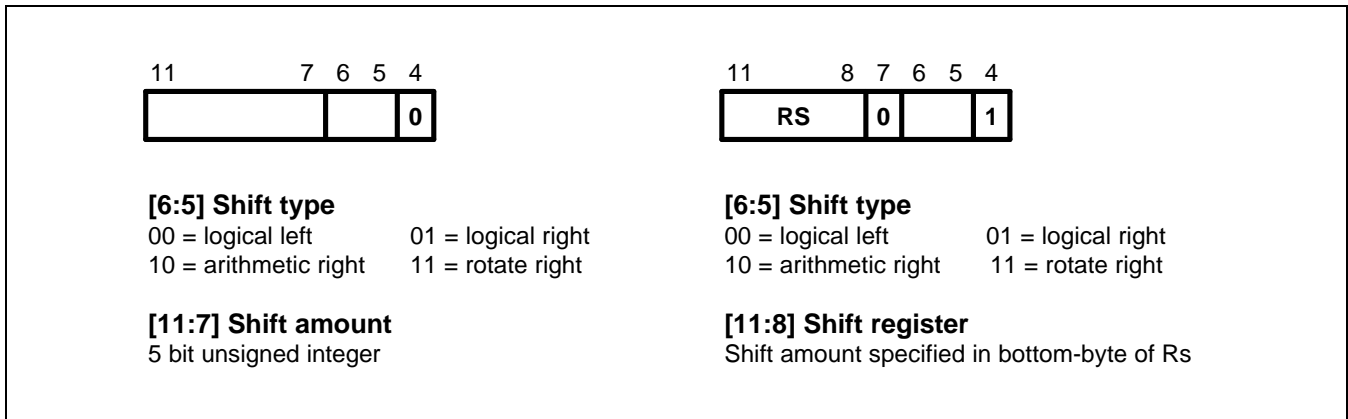 11 7 6 5 4
0
[6:5] Shift type
00 = logical left 01 = logical right
10 = arithmetic right 11 = rotate right
[11:7] Shift amount
5 bit unsigned integer
11 8 7 6 5 4
RS 0 1
[6:5] Shift type
00 = logical left 01 = logical right
10 = arithmetic right 11 = rotate right
[11:8] Shift register
Shift amount specified in bottom-byte of Rs